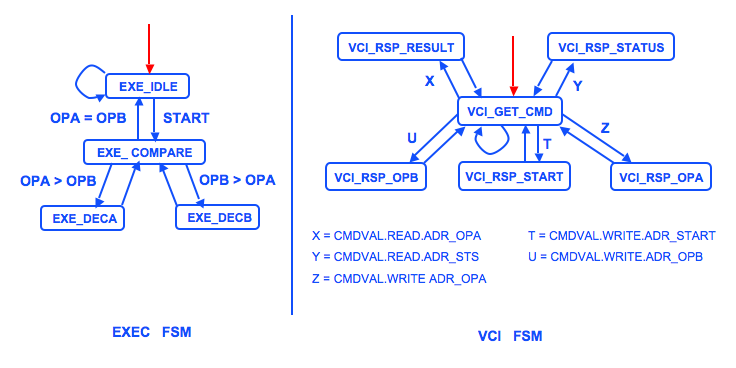 EXE_IDLE
OPA = OPB
START
EXE_ COMPARE
OPA > OPB
OPB > OPA
EXE_DECA
EXE_DECB
EXEC FSM
VCI_RSP_RESULT
VCI_RSP_STATUS
X
Y
VCI_GET_CMD
U
T
Z
VCI_RSP_OPB
VCI_RSP_START
VCI_RSP_OPA
X = CMDVAL.READ.ADR_OPA
T = CMDVAL.WRITE.ADR_START
Y = CMDVAL.READ.ADR_STS
U = CMDVAL.WRITE.ADR_OPB
Z = CMDVAL.WRITE ADR_OPA
VCI FSM